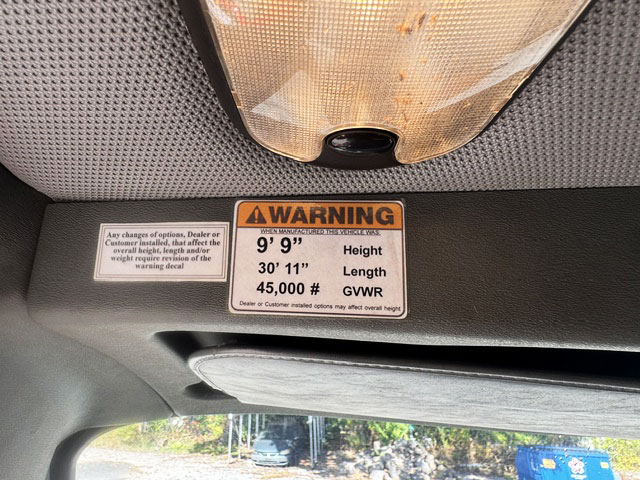 Any changes of options, Dealer or
Customer installed, that affect the
overall height, length and/or
weight require revision of the
warning decal
WARNING
WHEN MANUFACTURED THIS VEHICLE WAS:
9' 9" Height
30' 11" Length
45,000 # GVWR
Dealer or Customer installed options may affect overall height